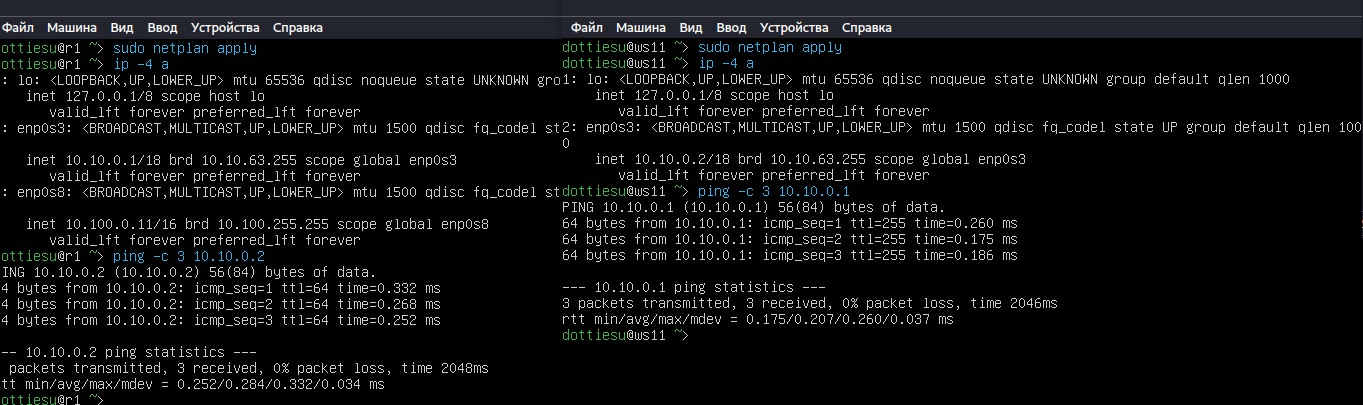 Файл Машина Вид Ввод Устройства Справка
ottiesu@r1 ~> sudo netplan apply
ottiesu@r1 ~> ip -4 a
: lo: <LOOPBACK,UP,LOWER_UP> mtu 65536 qdisc noqueue state UNKNOWN gro
inet 127.0.0.1/8 scope host lo
valid_lft forever preferred_lft forever
: enp0s3: <BROADCAST,MULTICAST,UP,LOWER_UP> mtu 1500 qdisc fq_codel st
inet 10.10.0.1/18 brd 10.10.63.255 scope global enp0s3
valid_lft forever preferred_lft forever
: enp0s8: <BROADCAST,MULTICAST,UP,LOWER_UP> mtu 1500 qdisc fq_codel st
inet 10.100.0.11/16 brd 10.100.255.255 scope global enp0s8
valid_lft forever preferred_lft forever
ottiesu@r1 ~> ping -c 3 10.10.0.2
ING 10.10.0.2 (10.10.0.2) 56(84) bytes of data.
4 bytes from 10.10.0.2: icmp_seq=1 ttl=64 time=0.332 ms
4 bytes from 10.10.0.2: icmp_seq=2 ttl=64 time=0.268 ms
4 bytes from 10.10.0.2: icmp_seq=3 ttl=64 time=0.252 ms
-- 10.10.0.2 ping statistics ---
packets transmitted, 3 received, 0% packet loss, time 2048ms
tt min/avg/max/mdev = 0.252/0.284/0.332/0.034 ms
ottiesu@r1 ~>
Файл Машина Вид Ввод Устройства Справка
dottiesu@ws11 ~> sudo netplan apply
dottiesu@ws11 ~> ip -4 a
1: lo: <LOOPBACK,UP,LOWER_UP> mtu 65536 qdisc noqueue state UNKNOWN group default qlen 1000
inet 127.0.0.1/8 scope host lo
valid_lft forever preferred_lft forever
2: enp0s3: <BROADCAST,MULTICAST,UP,LOWER_UP> mtu 1500 qdisc fq_codel state UP group default qlen 100
0
inet 10.10.0.2/18 brd 10.10.63.255 scope global enp0s3
valid_lft forever preferred_lft forever
dottiesu@ws11 ~> ping -c 3 10.10.0.1
PING 10.10.0.1 (10.10.0.1) 56(84) bytes of data.
64 bytes from 10.10.0.1: icmp_seq=1 ttl=255 time=0.260 ms
64 bytes from 10.10.0.1: icmp_seq=2 ttl=255 time=0.175 ms
64 bytes from 10.10.0.1: icmp_seq=3 ttl=255 time=0.186 ms
--- 10.10.0.1 ping statistics ---
3 packets transmitted, 3 received, 0% packet loss, time 2046ms
rtt min/avg/max/mdev = 0.175/0.207/0.260/0.037 ms
dottiesu@ws11 ~>